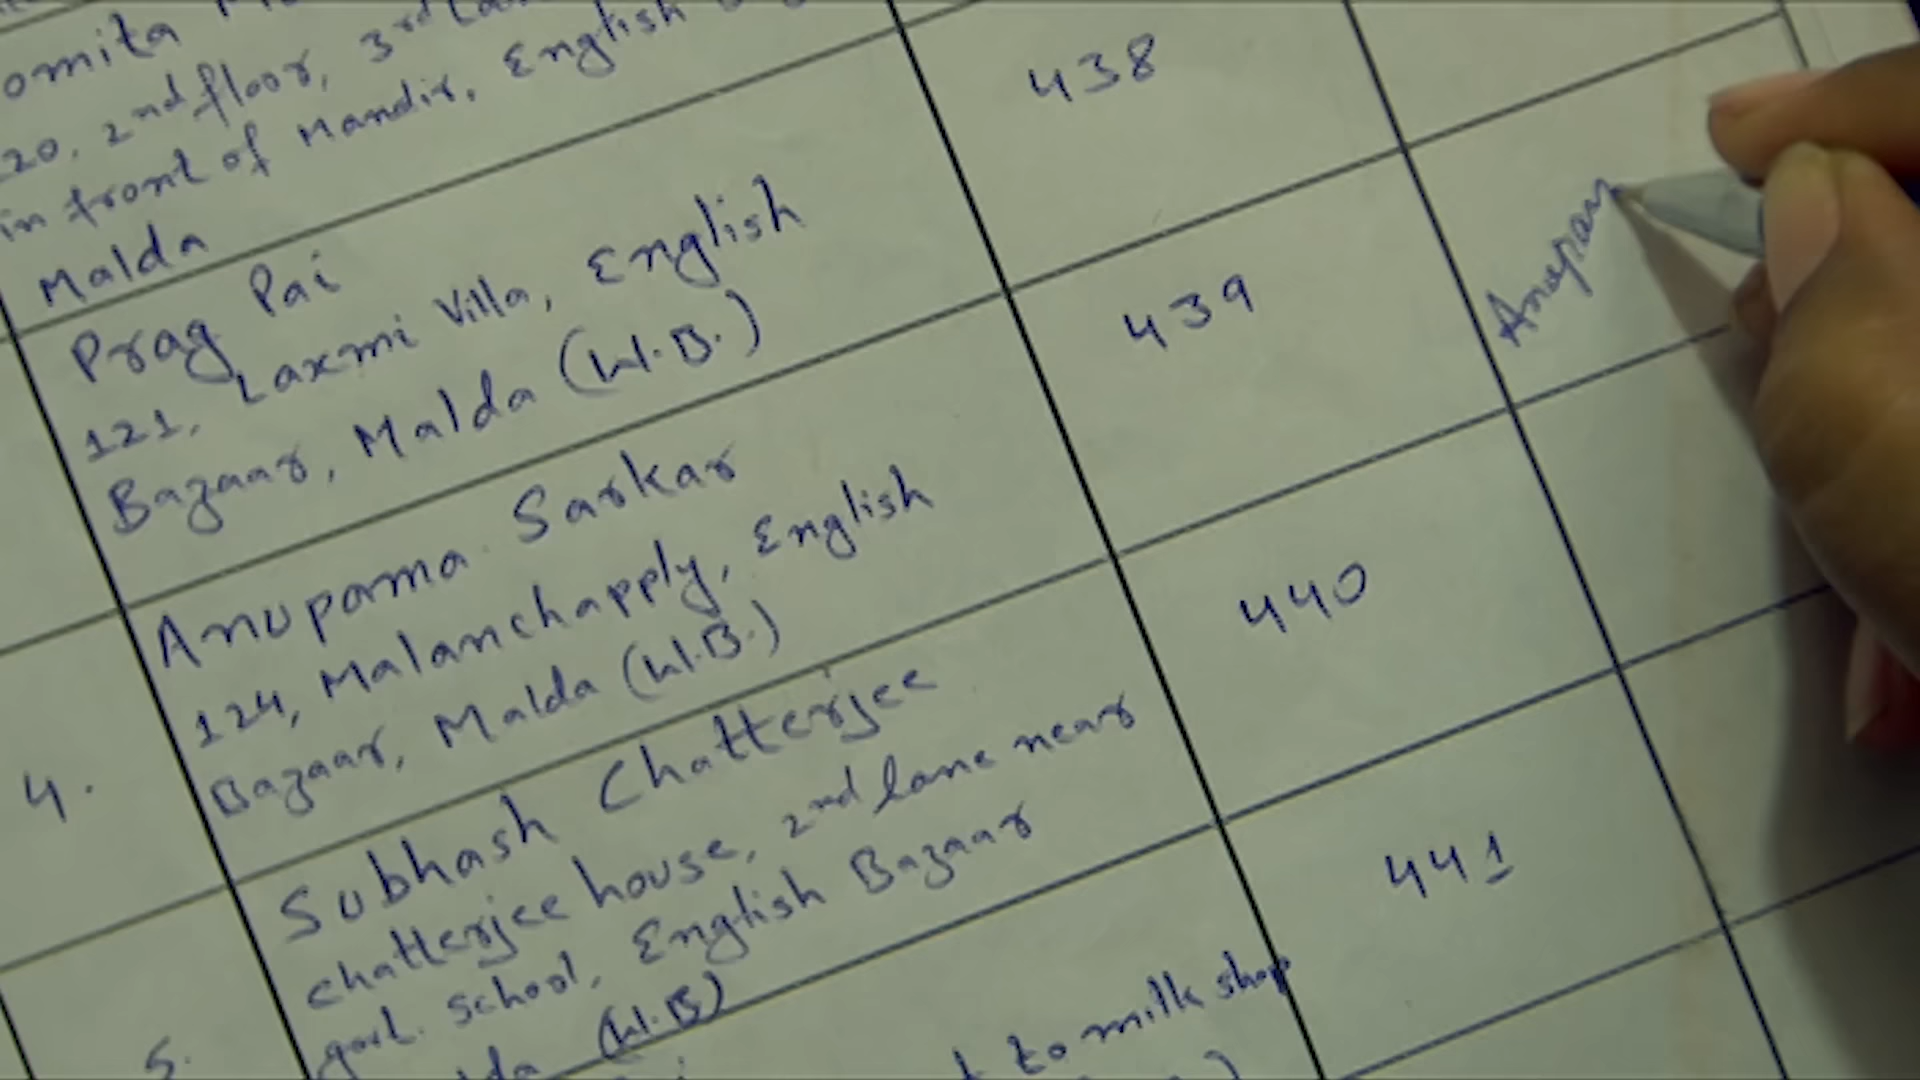 omita
20, 2nd floor, 3rd
in front of Mandir, English
Malda
438
Prag Pai
121, Laxmi Villa, English
Bazaar, Malda (W.B.)
439
Anupam
4.
Anupama Sarkar
124, Malanchapply, English
Bazaar, Malda (W.B.)
440
5.
Subhash Chatterjee
chatterjee house, 2nd lane near
govt. school, English Bazaar
lda (W.B)
441
t to milk shop